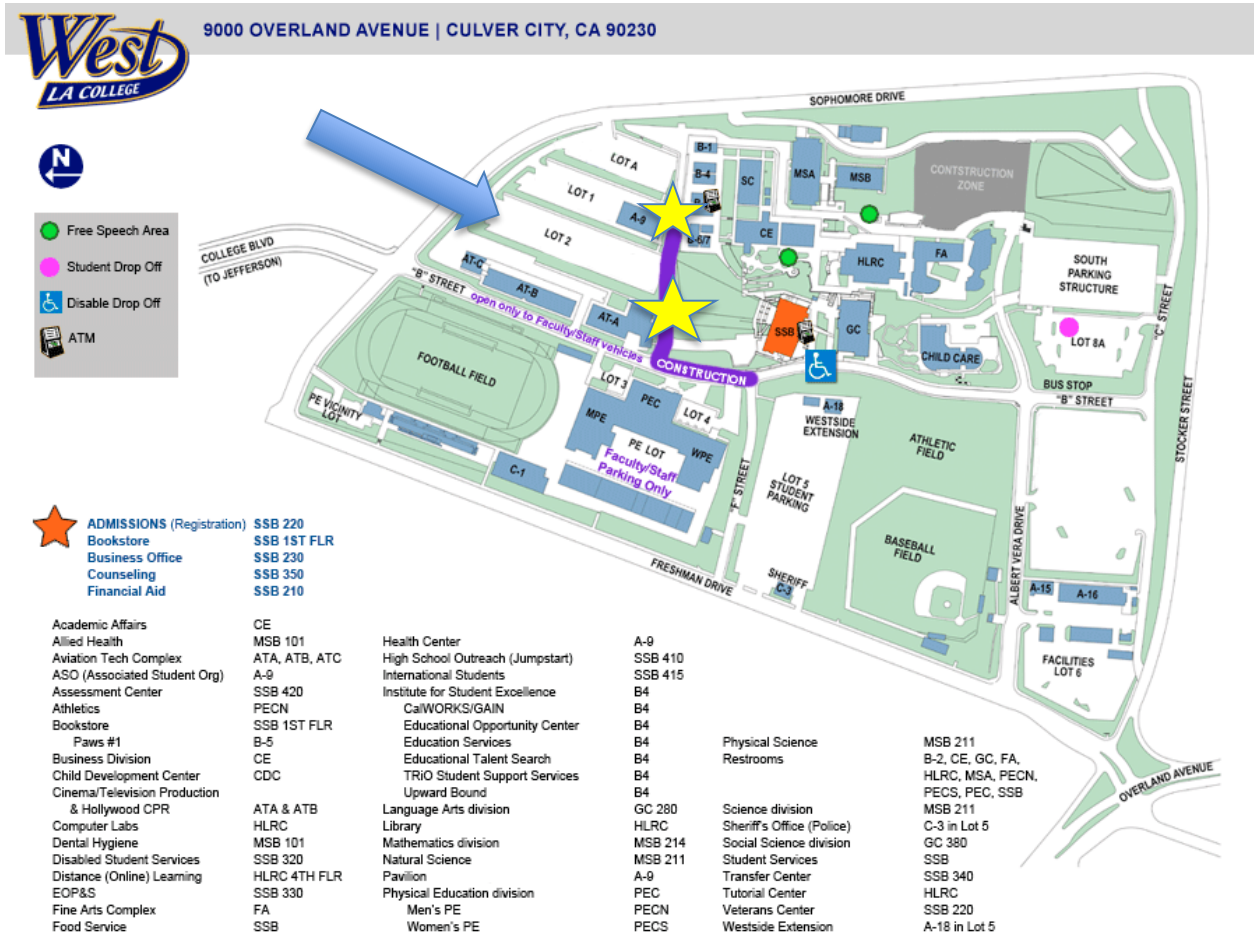 West
LA COLLEGE
9000 OVERLAND AVENUE | CULVER CITY, CA 90230
N
Free Speech Area
Student Drop Off
Disable Drop Off
ATM
SOPHOMORE DRIVE
COLLEGE BLVD
(TO JEFFERSON)
LOT A
LOT 1
LOT 2
A-9
B-1
B-4
SC
MSA
MSB
CONTSTRUCTION
ZONE
CE
HLRC
FA
SOUTH
PARKING
STRUCTURE
"C" STREET
LOT 8A
AT-C
AT-B
AT-A
"B" STREET
open only to Faculty/Staff vehicles
CONSTRUCTION
SSB
GC
CHILD CARE
BUS STOP
"B" STREET
STOCKER STREET
FOOTBALL FIELD
PE VICINITY
LOT
LOT 3
PEC
LOT 4
MPE
PE LOT
WPE
Faculty/Staff
Parking Only
C-1
"F" STREET
A-18
WESTSIDE
EXTENSION
LOT 5
STUDENT
PARKING
ATHLETIC
FIELD
BASEBALL
FIELD
ALBERT VERA DRIVE
FRESHMAN DRIVE
SHERIFF
C-3
A-15
A-16
FACILITIES
LOT 6
OVERLAND AVENUE
ADMISSIONS (Registration) SSB 220
Bookstore SSB 1ST FLR
Business Office SSB 230
Counseling SSB 350
Financial Aid SSB 210
Academic Affairs CE
Allied Health MSB 101
Aviation Tech Complex ATA, ATB, ATC
ASO (Associated Student Org) A-9
Assessment Center SSB 420
Athletics PECN
Bookstore SSB 1ST FLR
Paws #1 B-5
Business Division CE
Child Development Center CDC
Cinema/Television Production
& Hollywood CPR ATA & ATB
Computer Labs HLRC
Dental Hygiene MSB 101
Disabled Student Services SSB 320
Distance (Online) Learning HLRC 4TH FLR
EOP&S SSB 330
Fine Arts Complex FA
Food Service SSB
Health Center A-9
High School Outreach (Jumpstart) SSB 410
International Students SSB 415
Institute for Student Excellence B4
CalWORKS/GAIN B4
Educational Opportunity Center B4
Education Services B4
Educational Talent Search B4
TRiO Student Support Services B4
Upward Bound B4
Language Arts division GC 280
Library HLRC
Mathematics division MSB 214
Natural Science MSB 211
Pavilion A-9
Physical Education division PEC
Men's PE PECN
Women's PE PECS
Physical Science MSB 211
Restrooms B-2, CE, GC, FA,
HLRC, MSA, PECN,
PECS, PEC, SSB
Science division MSB 211
Sheriff's Office (Police) C-3 in Lot 5
Social Science division GC 380
Student Services SSB
Transfer Center SSB 340
Tutorial Center HLRC
Veterans Center SSB 220
Westside Extension A-18 in Lot 5